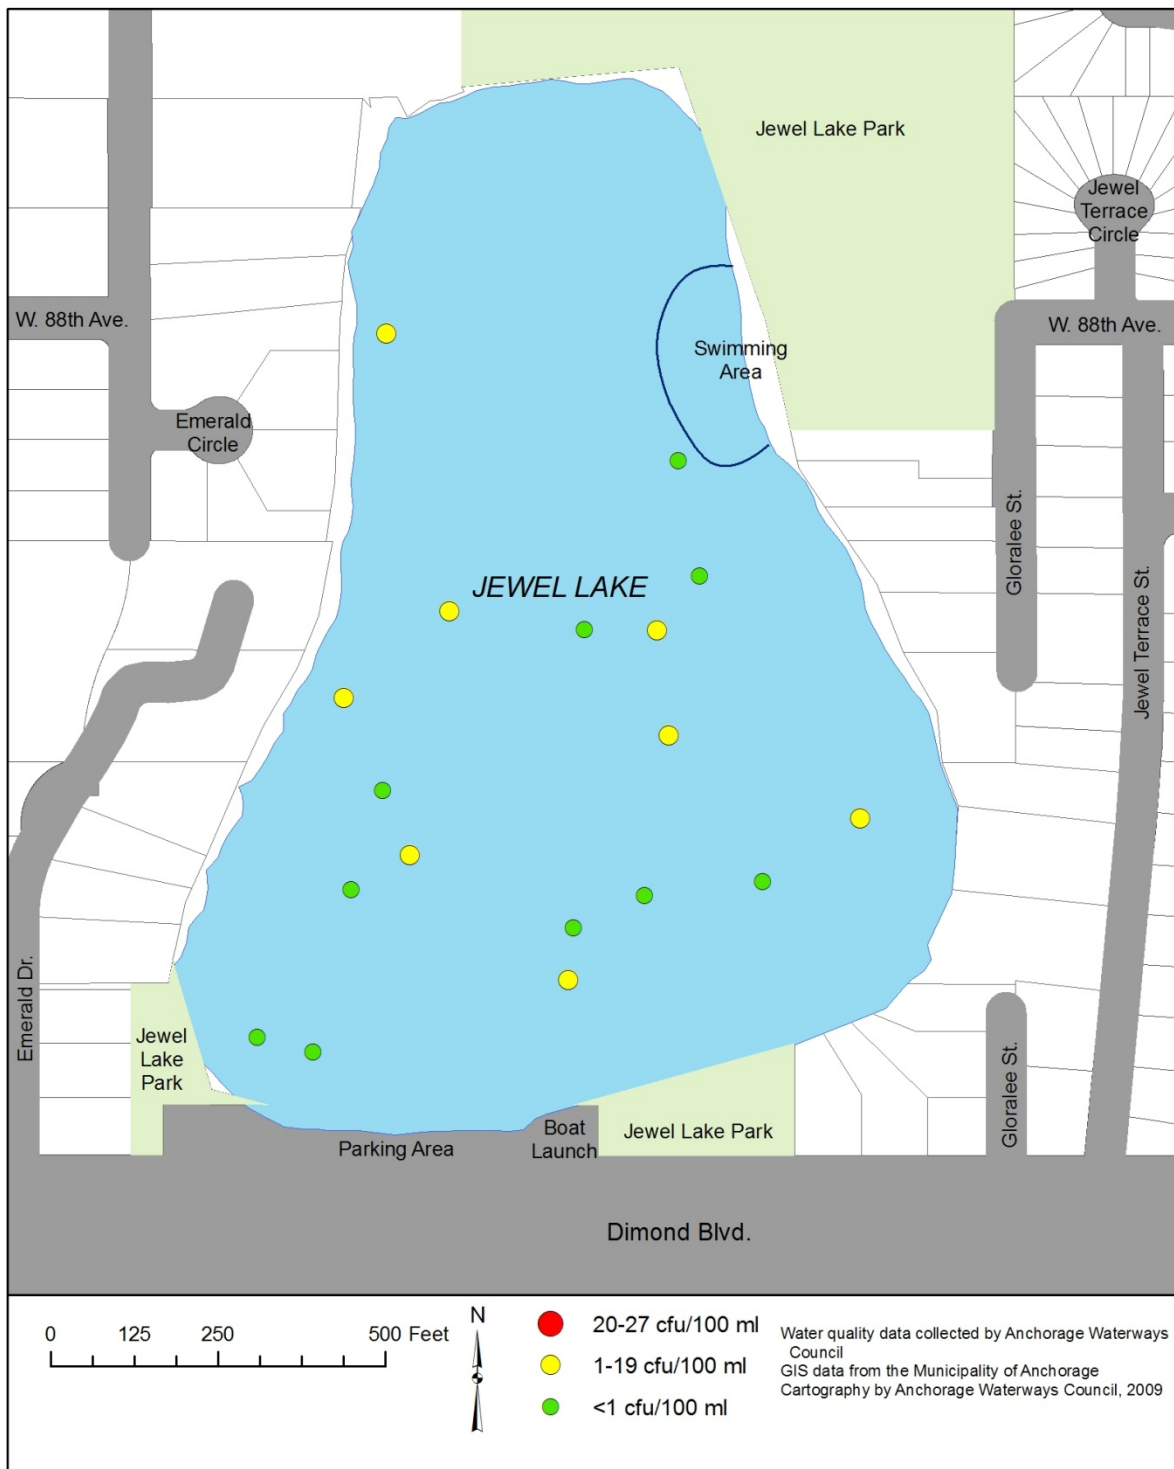 Jewel Lake Park
Jewel
Terrace
Circle
W. 88th Ave.
W. 88th Ave.
Swimming
Area
Emerald
Circle
Gloralee St.
JEWEL LAKE
Jewel Terrace St.
Emerald Dr.
Jewel
Lake
Park
Gloralee St.
Parking Area
Boat
Launch
Jewel Lake Park
Dimond Blvd.
0 125 250 500 Feet
N
20-27 cfu/100 ml
1-19 cfu/100 ml
<1 cfu/100 ml
Water quality data collected by Anchorage Waterways
Council
GIS data from the Municipality of Anchorage
Cartography by Anchorage Waterways Council, 2009